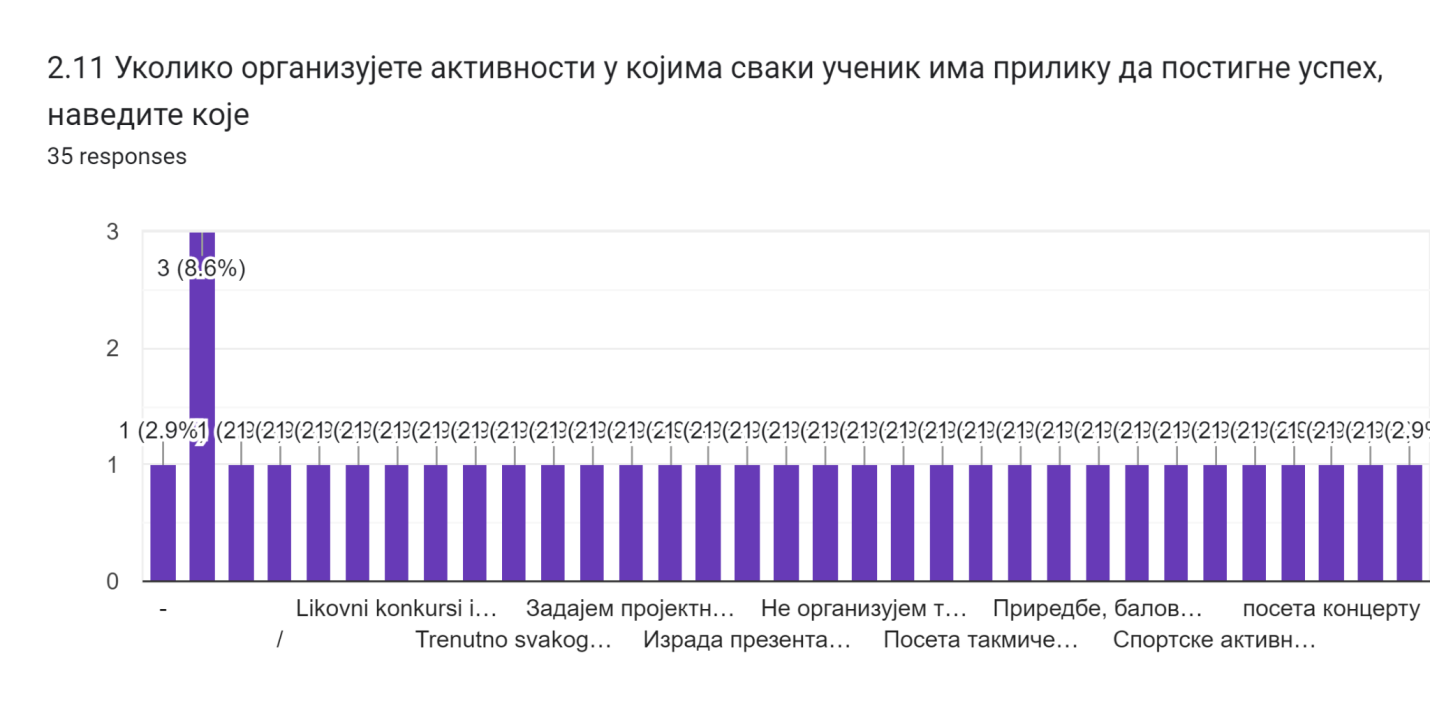 2.11 Уколико организујете активности у којима сваки ученик има прилику да постигне успех,
наведите које
35 responses
3
3 (8.6%)
2
1 (2.9%)
1
0
-
Likovni konkursi i…
Задајем пројектн…
Не организујем т…
Приредбе, балов…
посета концерту
/
Trenutno svakog…
Израда презента…
Посета такмиче…
Спортске активн…